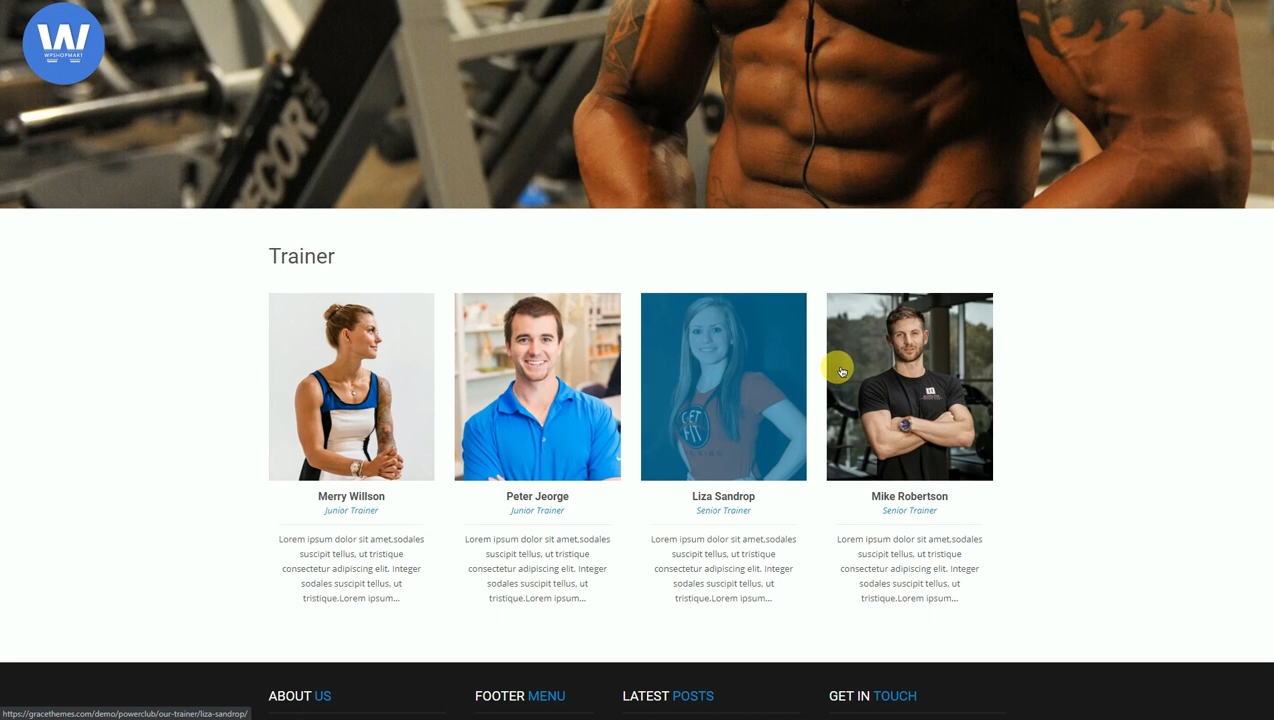 W
WPSHOPMART
PRECOR
Trainer
GET
FIT
Merry Willson
Junior Trainer
Lorem ipsum dolor sit amet,sodales
suscipit tellus, ut tristique
consectetur adipiscing elit. Integer
sodales suscipit tellus, ut
tristique.Lorem ipsum...
Peter Jeorge
Junior Trainer
Lorem ipsum dolor sit amet,sodales
suscipit tellus, ut tristique
consectetur adipiscing elit. Integer
sodales suscipit tellus, ut
tristique.Lorem ipsum...
Liza Sandrop
Senior Trainer
Lorem ipsum dolor sit amet,sodales
suscipit tellus, ut tristique
consectetur adipiscing elit. Integer
sodales suscipit tellus, ut
tristique.Lorem ipsum...
Mike Robertson
Senior Trainer
Lorem ipsum dolor sit amet,sodales
suscipit tellus, ut tristique
consectetur adipiscing elit. Integer
sodales suscipit tellus, ut
tristique.Lorem ipsum...
ABOUT US
FOOTER MENU
LATEST POSTS
GET IN TOUCH
https://gracethemes.com/demo/powerclub/our-trainer/liza-sandrop/